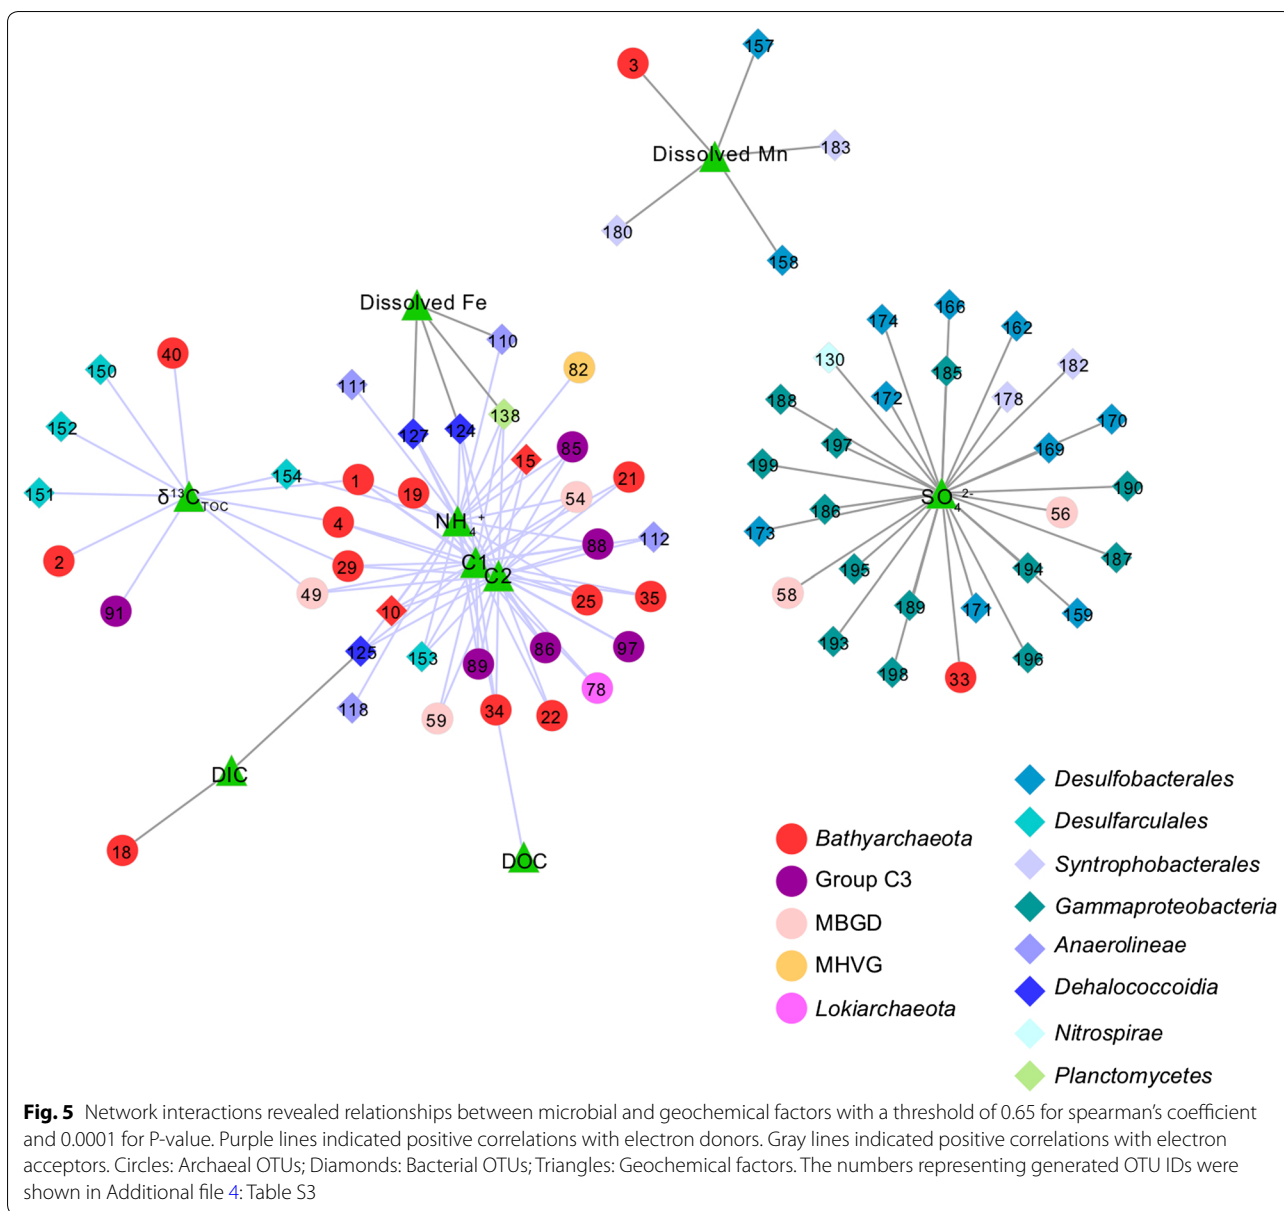 3
157
Dissolved Mn
183
180
158
Dissolved Fe
110
111
82
127
124
138
40
150
152
151
154
δ¹³C_TOC
1
19
4
15
85
21
54
NH₄⁺
88
112
C1
C2
29
2
91
49
10
25
35
125
153
89
86
97
78
118
59
34
22
DIC
18
DOC
174
166
162
130
185
182
188
172
178
170
197
169
199
SO₄²⁻
190
186
56
173
187
195
194
58
189
171
159
193
198
33
196
Bathyarchaeota
Group C3
MBGD
MHVG
Lokiarchaeota
Desulfobacterales
Desulfarculales
Syntrophobacterales
Gammaproteobacteria
Anaerolineae
Dehalococcoidia
Nitrospirae
Planctomycetes
Fig. 5 Network interactions revealed relationships between microbial and geochemical factors with a threshold of 0.65 for spearman's coefficient
and 0.0001 for P-value. Purple lines indicated positive correlations with electron donors. Gray lines indicated positive correlations with electron
acceptors. Circles: Archaeal OTUs; Diamonds: Bacterial OTUs; Triangles: Geochemical factors. The numbers representing generated OTU IDs were
shown in Additional file 4: Table S3